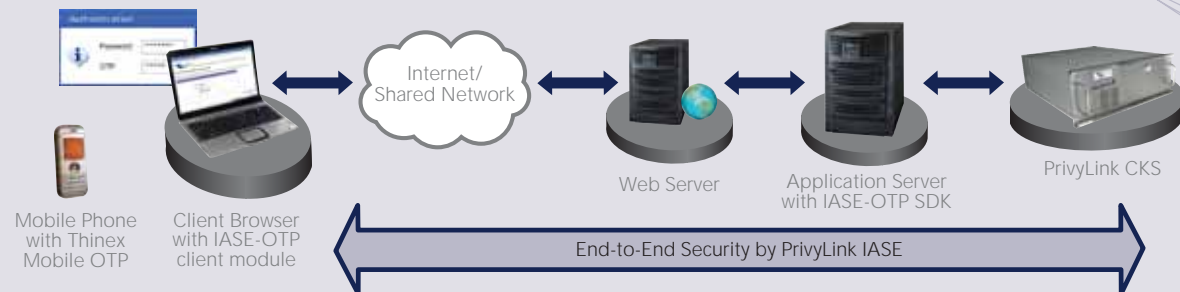 Authentication
Password
OTP
Internet/
Shared Network
Web Server
Application Server
with IASE-OTP SDK
PrivyLink CKS
Mobile Phone
with Thinex
Mobile OTP
Client Browser
with IASE-OTP
client module
End-to-End Security by PrivyLink IASE